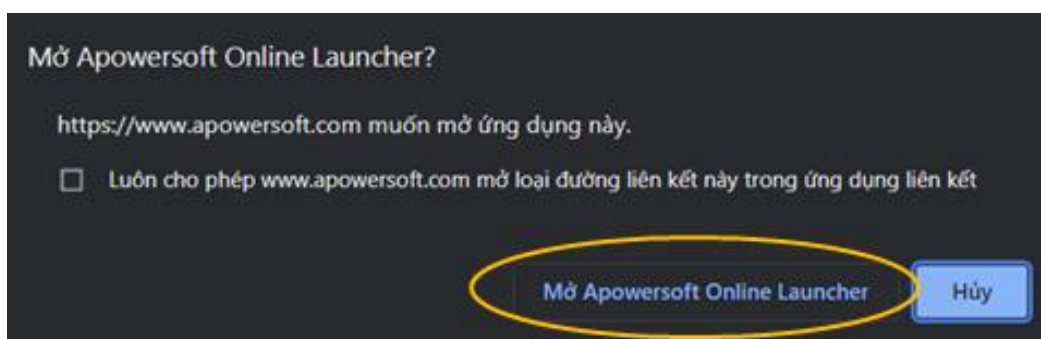 Mở Apowersoft Online Launcher?
https://www.apowersoft.com muốn mở ứng dụng này.
Luôn cho phép www.apowersoft.com mở loại đường liên kết này trong ứng dụng liên kết
Mở Apowersoft Online Launcher Hủy